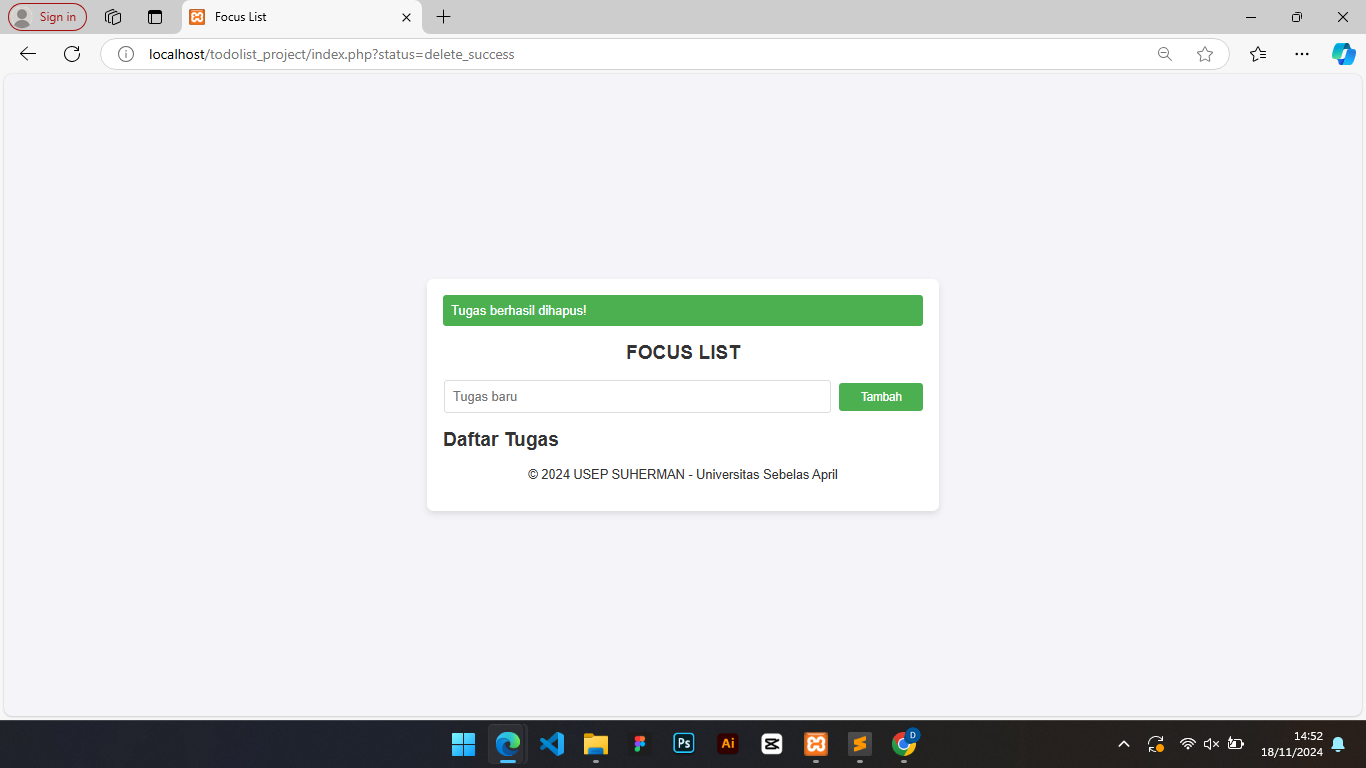 Sign in
Focus List
localhost/todolist_project/index.php?status=delete_success
Tugas berhasil dihapus!
FOCUS LIST
Tugas baru
Tambah
Daftar Tugas
© 2024 USEP SUHERMAN - Universitas Sebelas April
Ps
Ai
D
14:52
18/11/2024